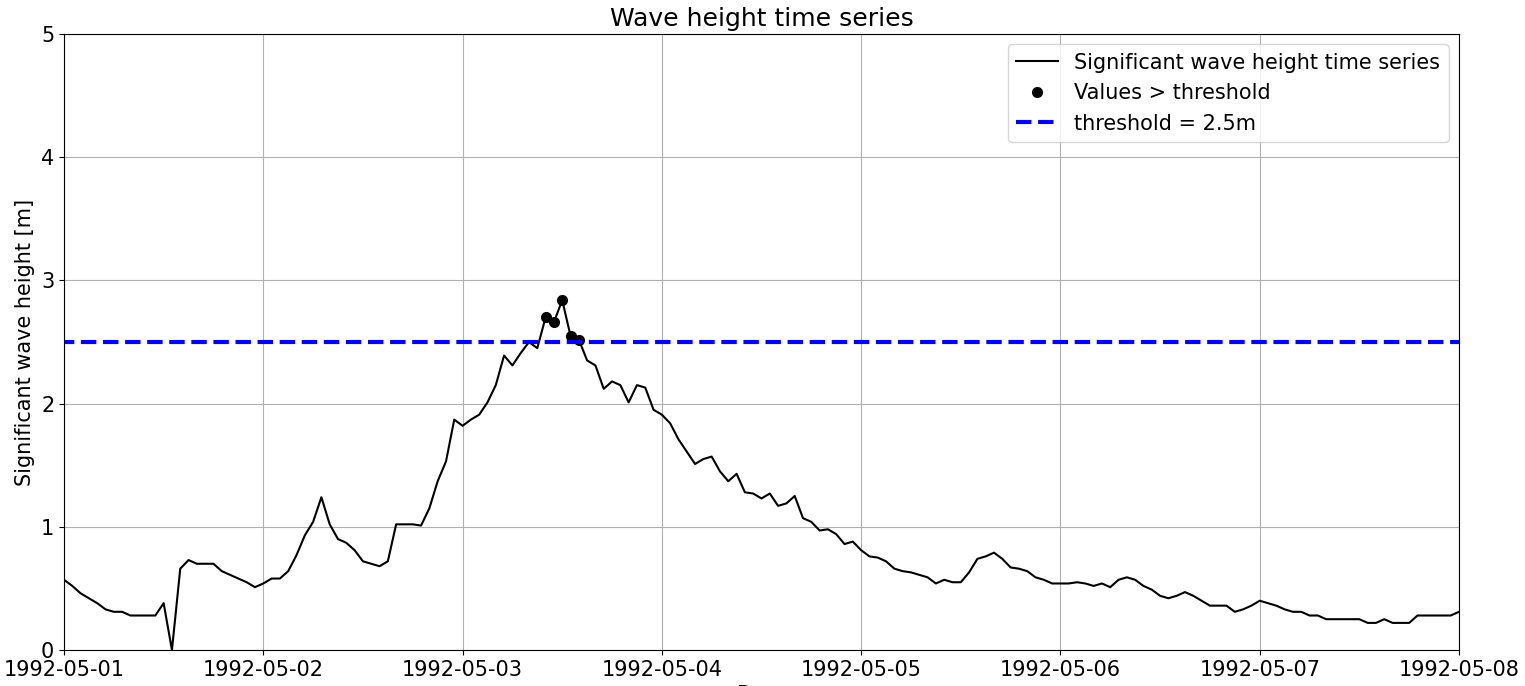 Wave height time series
5
4
3
2
1
0
Significant wave height [m]
Significant wave height time series
Values > threshold
threshold = 2.5m
1992-05-01 1992-05-02 1992-05-03 1992-05-04 1992-05-05 1992-05-06 1992-05-07 1992-05-08